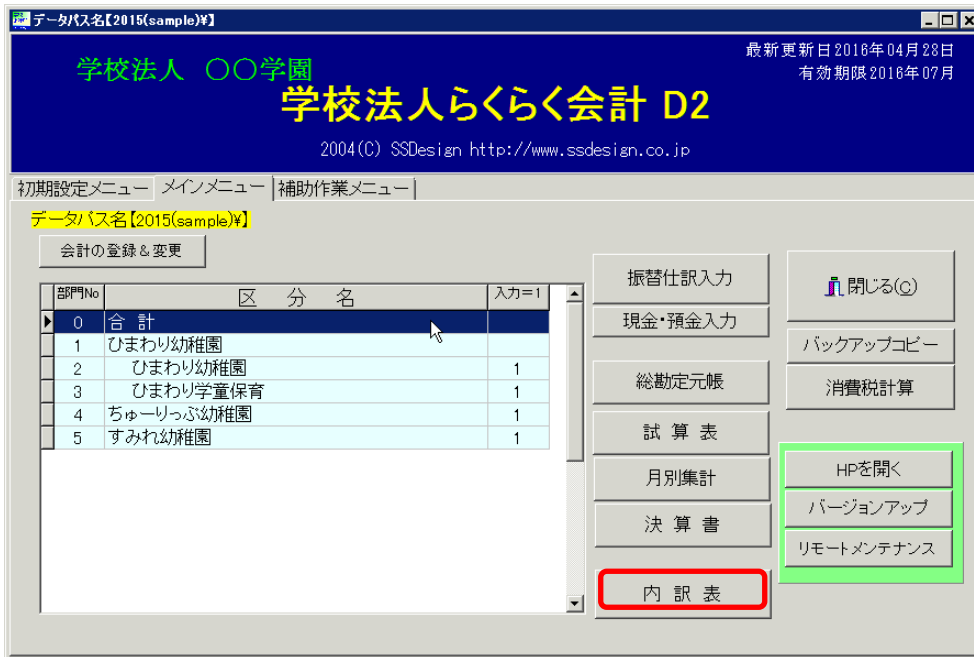 データパス名【2015(sample)¥】
最新更新日2016年04月28日
学校法人 〇〇学園
有効期限2016年07月
学校法人らくらく会計 D2
2004(C) SSDesign http://www.ssdesign.co.jp
初期設定メニュー メインメニュー 補助作業メニュー
データパス名【2015(sample)¥】
会計の登録&変更
部門No 区 分 名 入力=1
0 合 計
1 ひまわり幼稚園
2 ひまわり幼稚園 1
3 ひまわり学童保育 1
4 ちゅーりっぷ幼稚園 1
5 すみれ幼稚園 1
振替仕訳入力
現金・預金入力
総勘定元帳
試 算 表
月別集計
決 算 書
内 訳 表
閉じる(C)
バックアップコピー
消費税計算
HPを開く
バージョンアップ
リモートメンテナンス